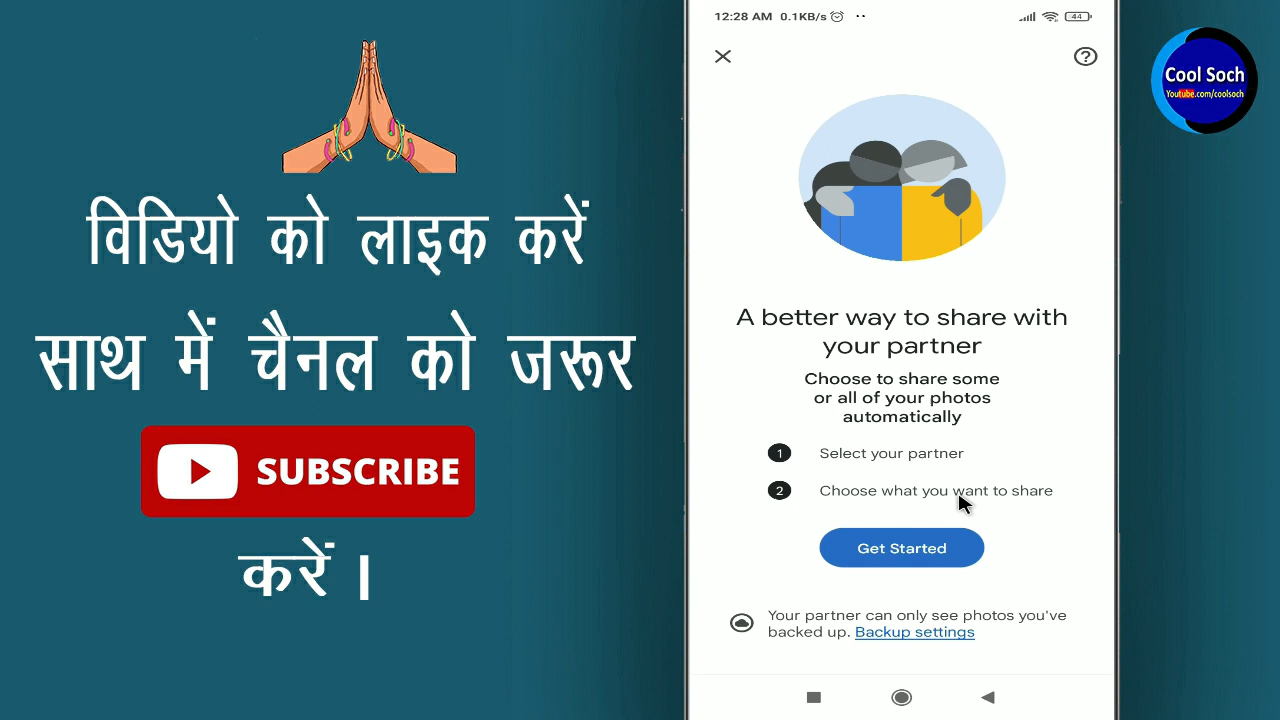 विडियो को लाइक करें
साथ में चैनल को जरूर
SUBSCRIBE
करें ।
12:28 AM 0.1KB/s
44
A better way to share with
your partner
Choose to share some
or all of your photos
automatically
1 Select your partner
2 Choose what you want to share
Get Started
Your partner can only see photos you've
backed up. Backup settings
Cool Soch
Youtube.com/coolsoch